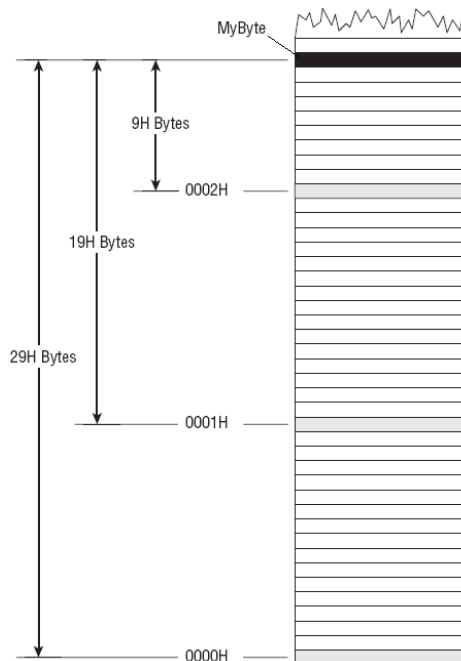 MyByte
9H Bytes
0002H
19H Bytes
29H Bytes
0001H
0000H